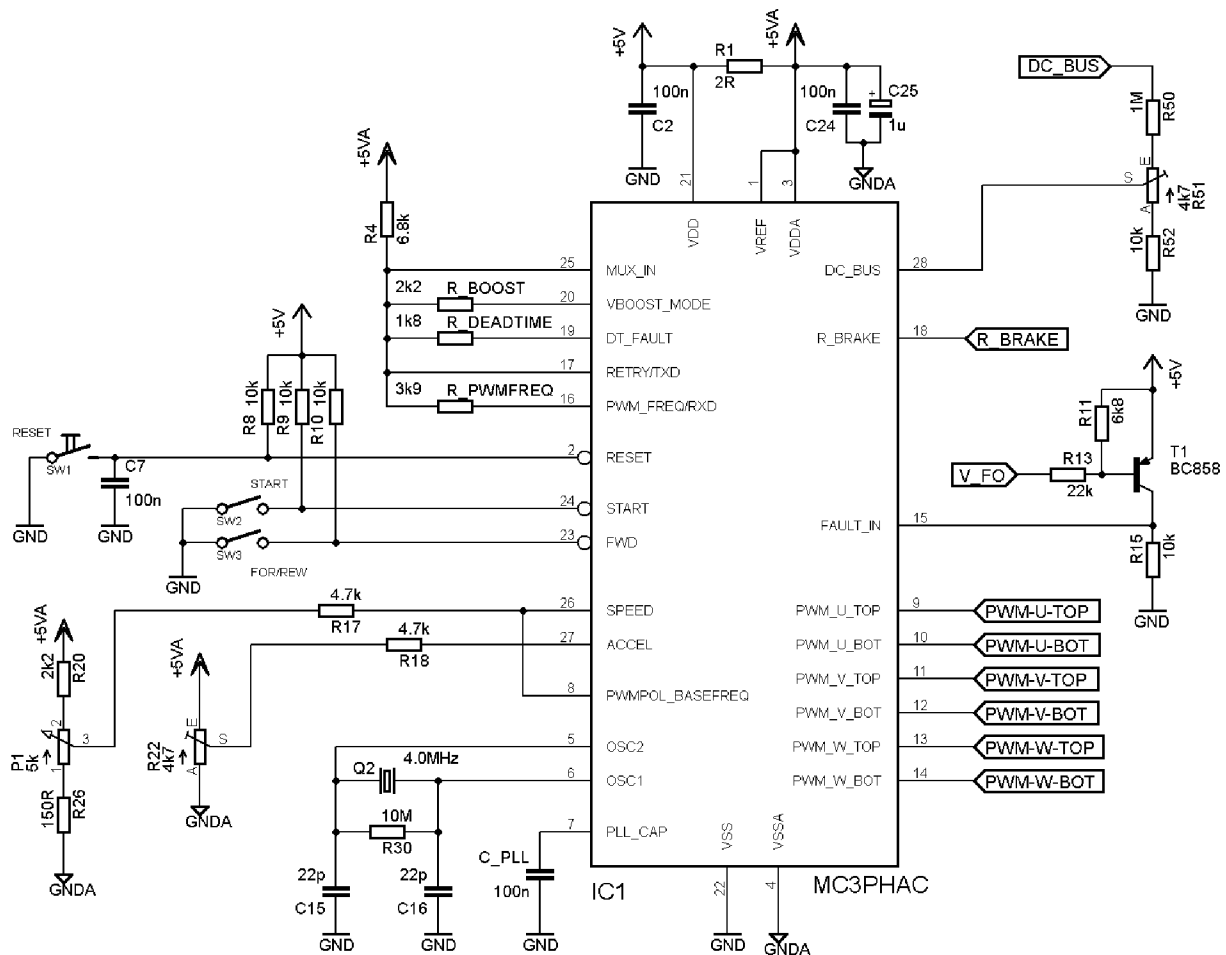 +5V
R1
2R
+5VA
100n
C2
GND
21
VDD
100n
C24
+
C25
1u
GNDA
1
VREF
3
VDDA
DC_BUS
1M
R50
E
S
A
4k7
R51
10k
R52
GND
+5VA
R4
6.8k
25
MUX_IN
DC_BUS
28
2k2
R_BOOST
20
VBOOST_MODE
1k8
R_DEADTIME
19
DT_FAULT
R_BRAKE
18
R_BRAKE
17
RETRY/TXD
3k9
R_PWMFREQ
16
PWM_FREQ/RXD
+5V
R8
10k
R9
10k
R10
10k
RESET
SW1
C7
100n
GND
GND
2
RESET
START
SW2
24
START
SW3
FOR/REW
23
FWD
GND
+5V
R11
6k8
V_FO
R13
22k
T1
BC858
FAULT_IN
15
R15
10k
GND
4.7k
R17
26
SPEED
4.7k
R18
27
ACCEL
8
PWMPOL_BASEFREQ
+5VA
2k2
R20
2
3
1
P1
5k
150R
R26
GNDA
+5VA
E
S
A
R22
4k7
GNDA
5
OSC2
Q2
4.0MHz
6
OSC1
10M
R30
22p
C15
GND
22p
C16
GND
7
PLL_CAP
C_PLL
100n
GND
PWM_U_TOP
9
PWM-U-TOP
PWM_U_BOT
10
PWM-U-BOT
PWM_V_TOP
11
PWM-V-TOP
PWM_V_BOT
12
PWM-V-BOT
PWM_W_TOP
13
PWM-W-TOP
PWM_W_BOT
14
PWM-W-BOT
VSS
22
GND
VSSA
4
GNDA
IC1
MC3PHAC